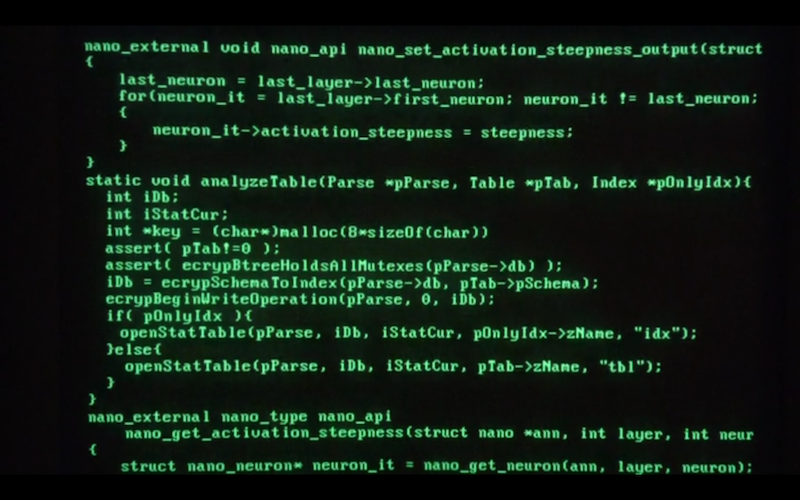 nano_external void nano_api nano_set_activation_steepness_output(struct
{
last_neuron = last_layer->last_neuron;
for(neuron_it = last_layer->first_neuron; neuron_it != last_neuron;
{
neuron_it->activation_steepness = steepness;
}
}
static void analyzeTable(Parse *pParse, Table *pTab, Index *pOnlyIdx){
int iDb;
int iStatCur;
int *key = (char*)malloc(8*sizeOf(char))
assert( pTab!=0 );
assert( ecrypBtreeHoldsAllMutexes(pParse->db) );
iDb = ecrypSchemaToIndex(pParse->db, pTab->pSchema);
ecrypBeginWriteOperation(pParse, 0, iDb);
if( pOnlyIdx ){
openStatTable(pParse, iDb, iStatCur, pOnlyIdx->zName, "idx");
}else{
openStatTable(pParse, iDb, iStatCur, pTab->zName, "tbl");
}
}
nano_external nano_type nano_api
nano_get_activation_steepness(struct nano *ann, int layer, int neur
{
struct nano_neuron* neuron_it = nano_get_neuron(ann, layer, neuron);